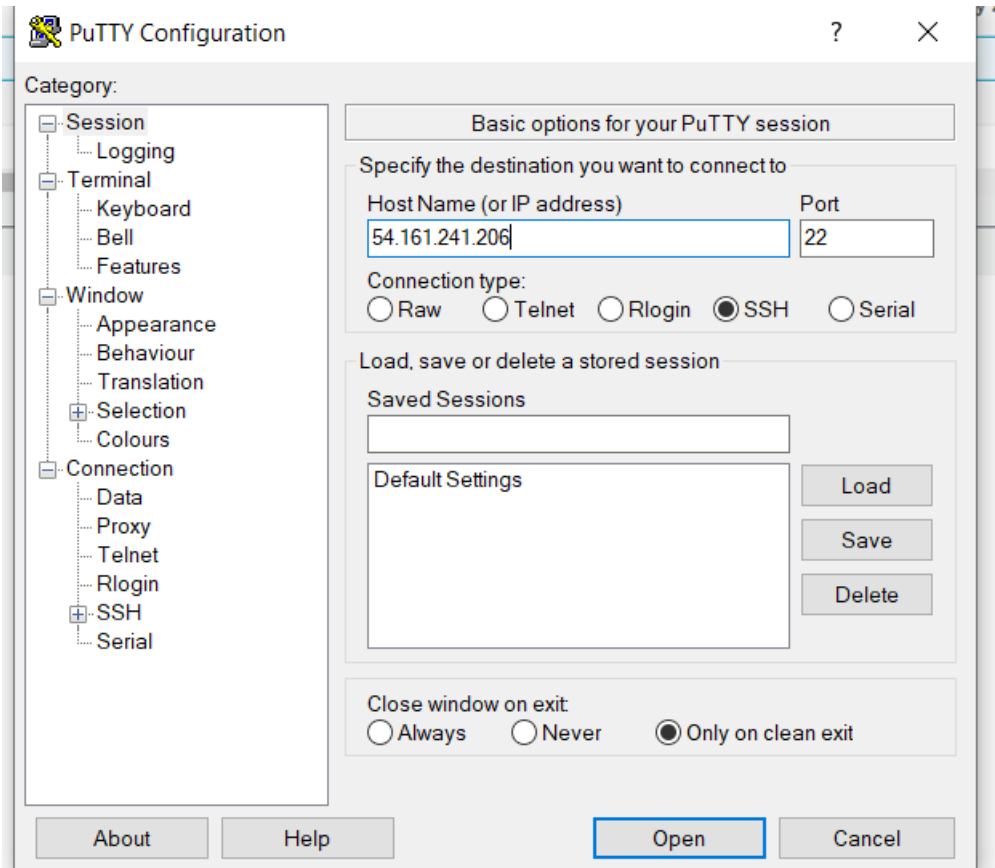 PuTTY Configuration
?
Category:
Session
Logging
Terminal
Keyboard
Bell
Features
Window
Appearance
Behaviour
Translation
Selection
Colours
Connection
Data
Proxy
Telnet
Rlogin
SSH
Serial
Basic options for your PuTTY session
Specify the destination you want to connect to
Host Name (or IP address) Port
54.161.241.206 22
Connection type:
Raw Telnet Rlogin SSH Serial
Load, save or delete a stored session
Saved Sessions
Default Settings
Load
Save
Delete
Close window on exit:
Always Never Only on clean exit
About Help Open Cancel